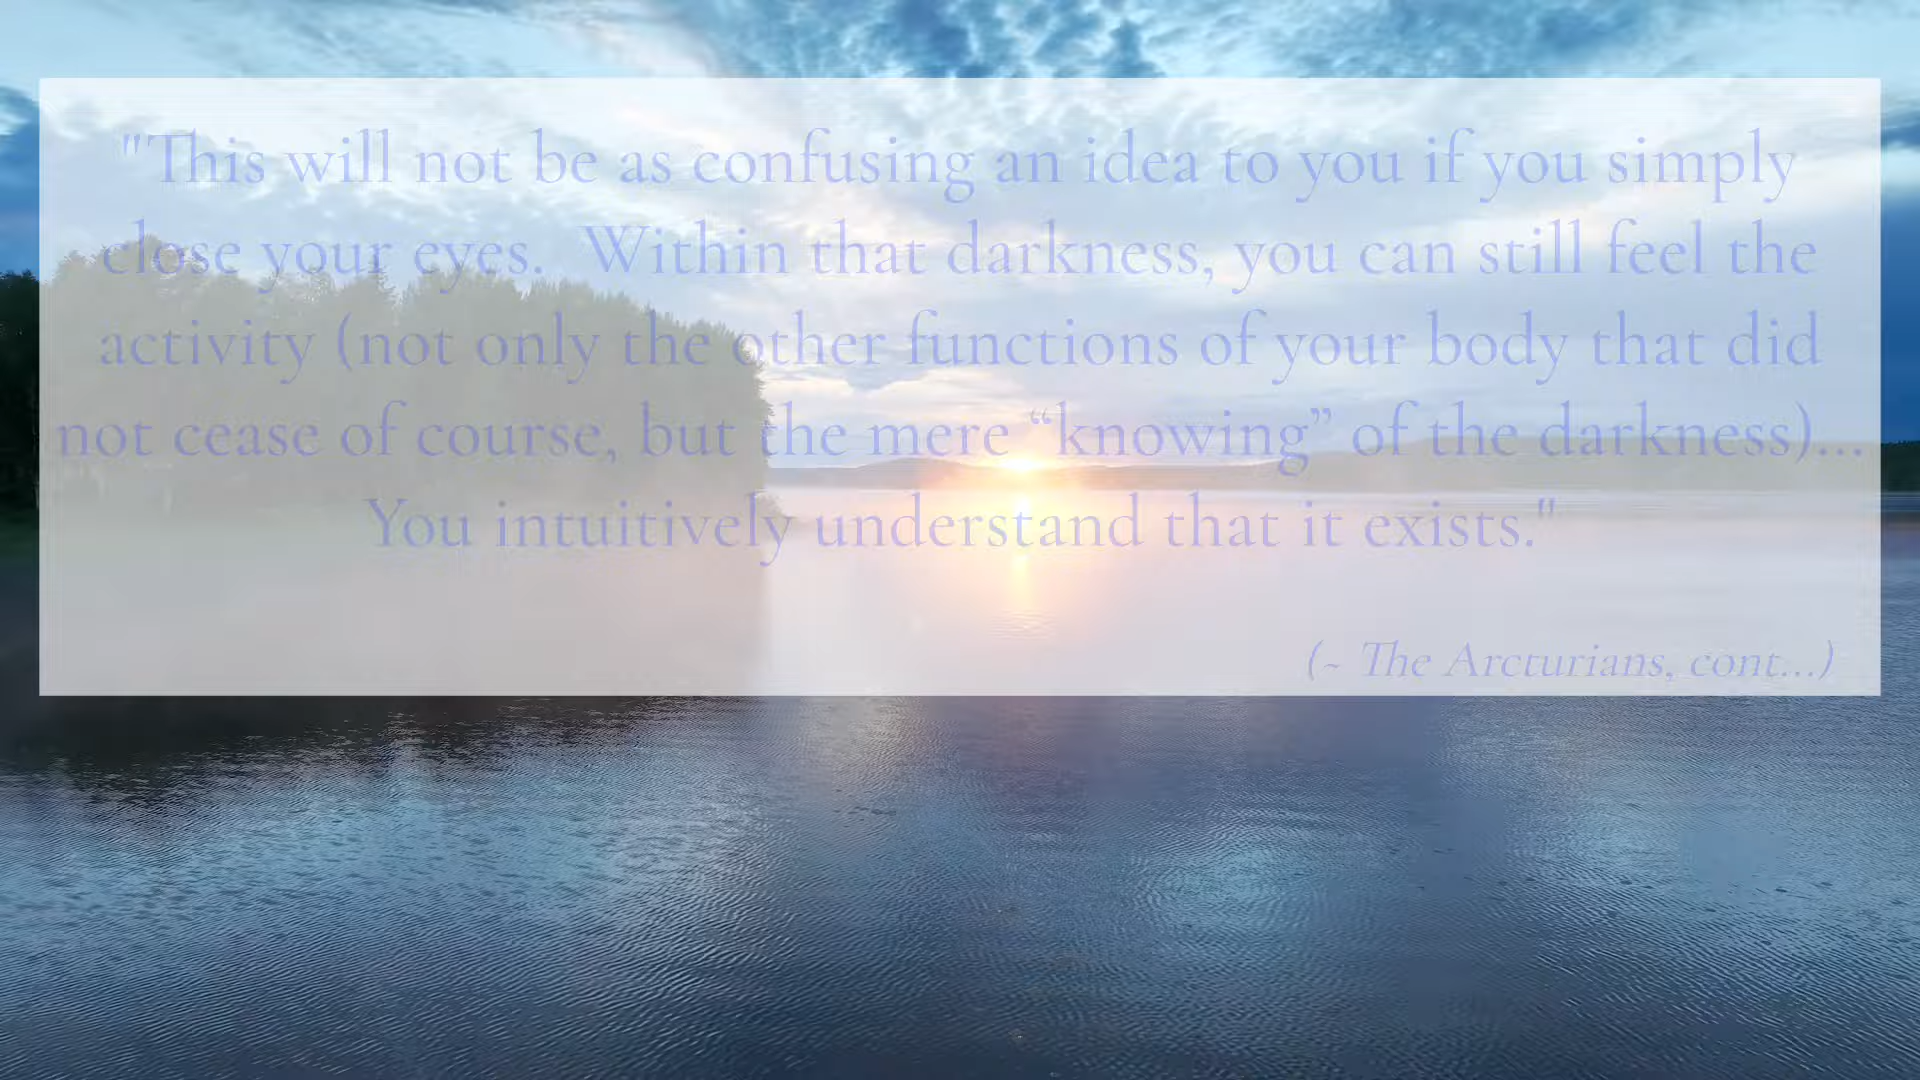 "This will not be as confusing an idea to you if you simply
close your eyes.  Within that darkness, you can still feel the
activity (not only the other functions of your body that did
not cease of course, but the mere “knowing” of the darkness)...
You intuitively understand that it exists."
(~ The Arcturians, cont...)